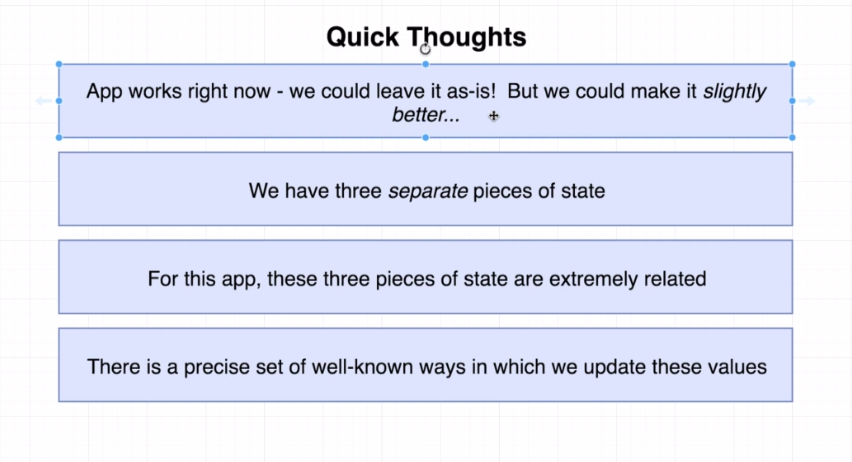 Quick Thoughts
App works right now - we could leave it as-is!  But we could make it slightly
better...
We have three separate pieces of state
For this app, these three pieces of state are extremely related
There is a precise set of well-known ways in which we update these values